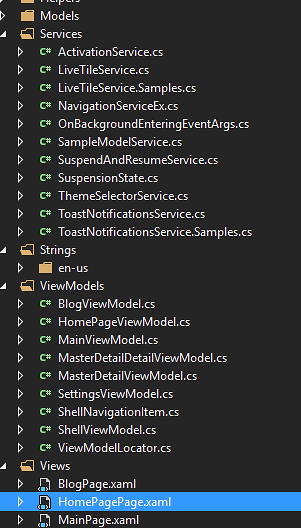 Helpers
Models
Services
C# ActivationService.cs
C# LiveTileService.cs
C# LiveTileService.Samples.cs
C# NavigationServiceEx.cs
C# OnBackgroundEnteringEventArgs.cs
C# SampleModelService.cs
C# SuspendAndResumeService.cs
C# SuspensionState.cs
C# ThemeSelectorService.cs
C# ToastNotificationsService.cs
C# ToastNotificationsService.Samples.cs
Strings
en-us
ViewModels
C# BlogViewModel.cs
C# HomePageViewModel.cs
C# MainViewModel.cs
C# MasterDetailDetailViewModel.cs
C# MasterDetailViewModel.cs
C# SettingsViewModel.cs
C# ShellNavigationItem.cs
C# ShellViewModel.cs
C# ViewModelLocator.cs
Views
BlogPage.xaml
HomePagePage.xaml
MainPage.xaml